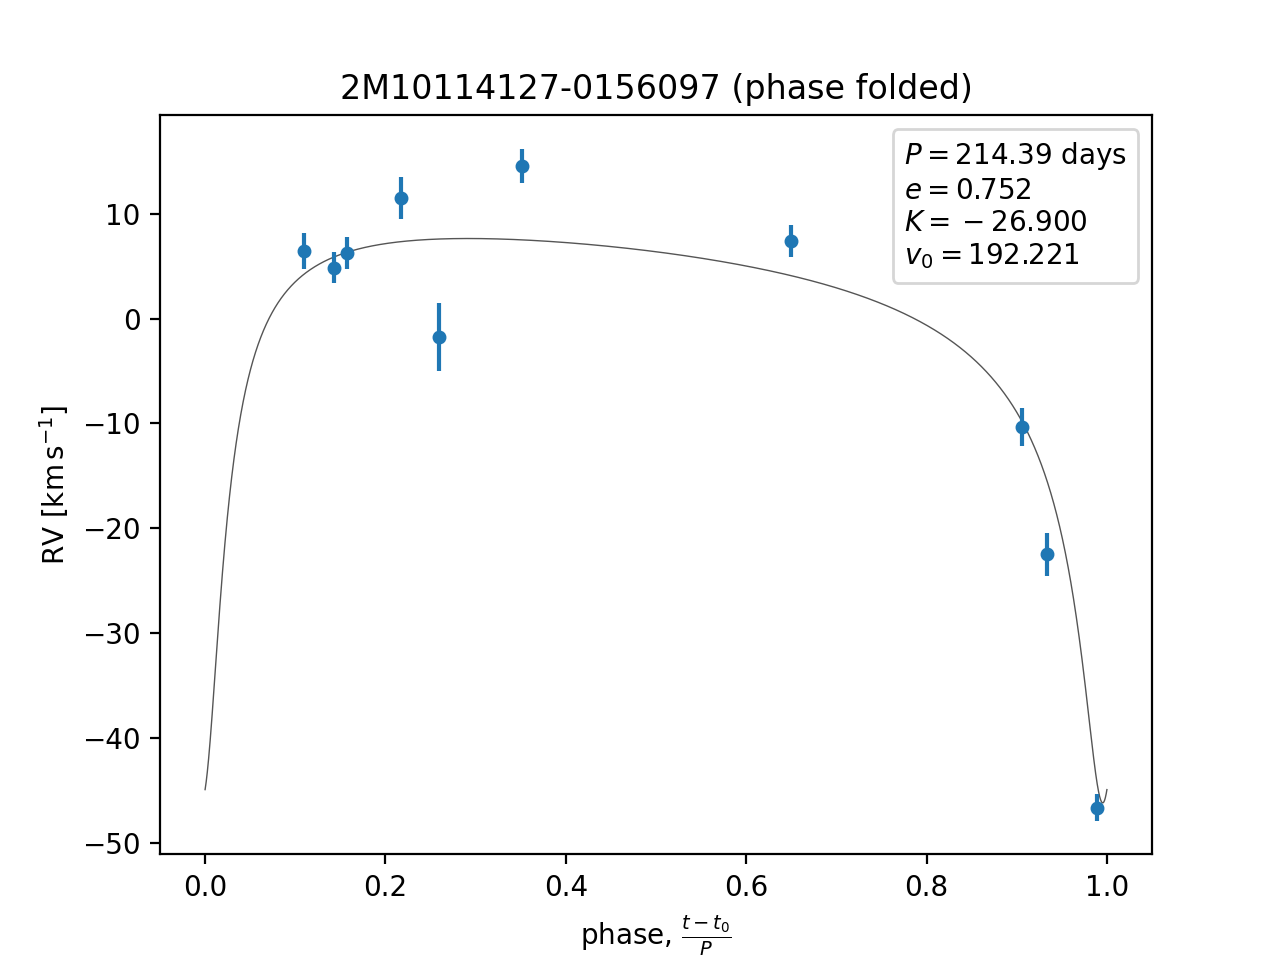 2M10114127-0156097 (phase folded)
P = 214.39 days
e = 0.752
K = − 26.900
v₀ = 192.221
10
0
−10
−20
−30
−40
−50
RV [km s⁻¹]
0.0 0.2 0.4 0.6 0.8 1.0
phase, (t − t₀)/P